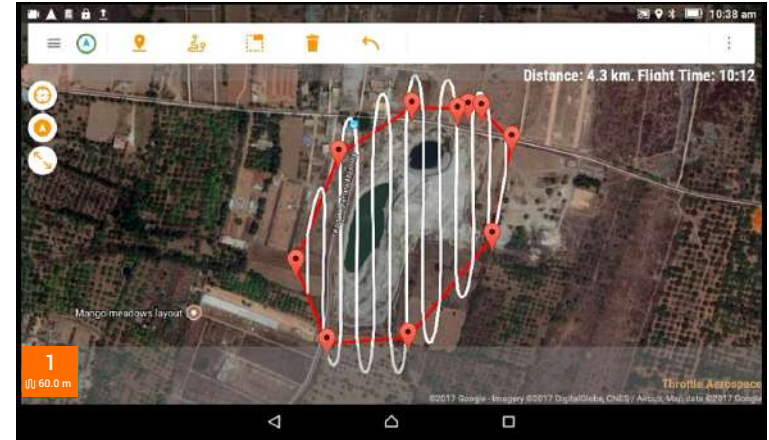 10:38 am
Distance: 4.3 km. Flight Time: 10:12
Mango meadows layout
1
60.0 m
Throttle Aerospace
©2017 Google - Imagery ©2017 DigitalGlobe, CNES / Airbus, Map data ©2017 Google